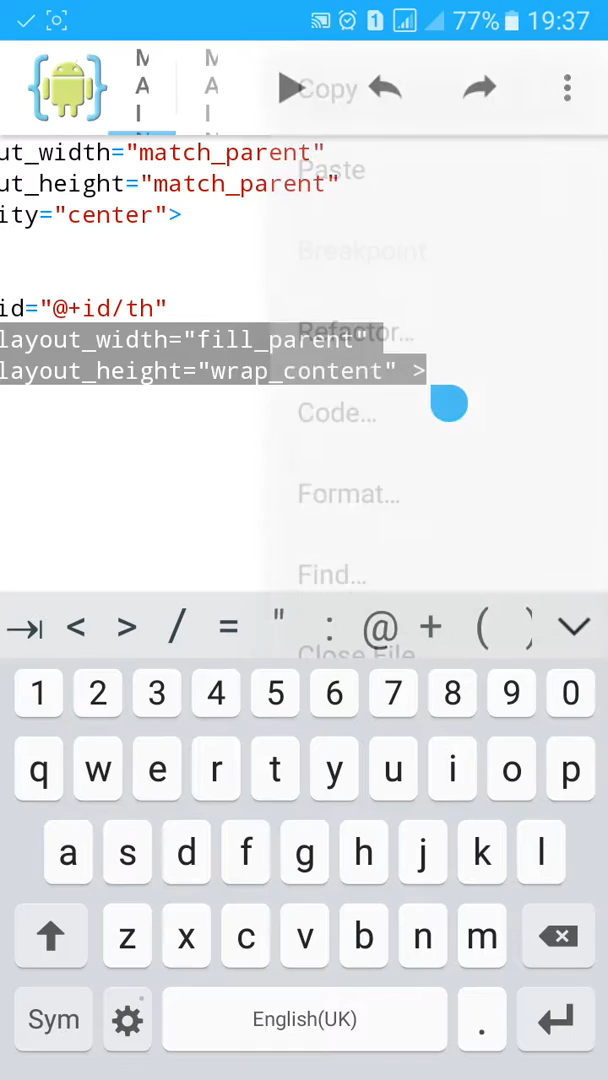 1 77% 19:37
M
A
I
M
A
I
Copy
ut_width="match_parent"
Paste
ut_height="match_parent"
ity="center">
Breakpoint
id="@+id/th"
Refactor...
layout_width="fill_parent"
layout_height="wrap_content" >
Code...
Format...
Find...
< > / = " : @ + ( )
Close File
1 2 3 4 5 6 7 8 9 0
q w e r t y u i o p
a s d f g h j k l
z x c v b n m
Sym English(UK) .